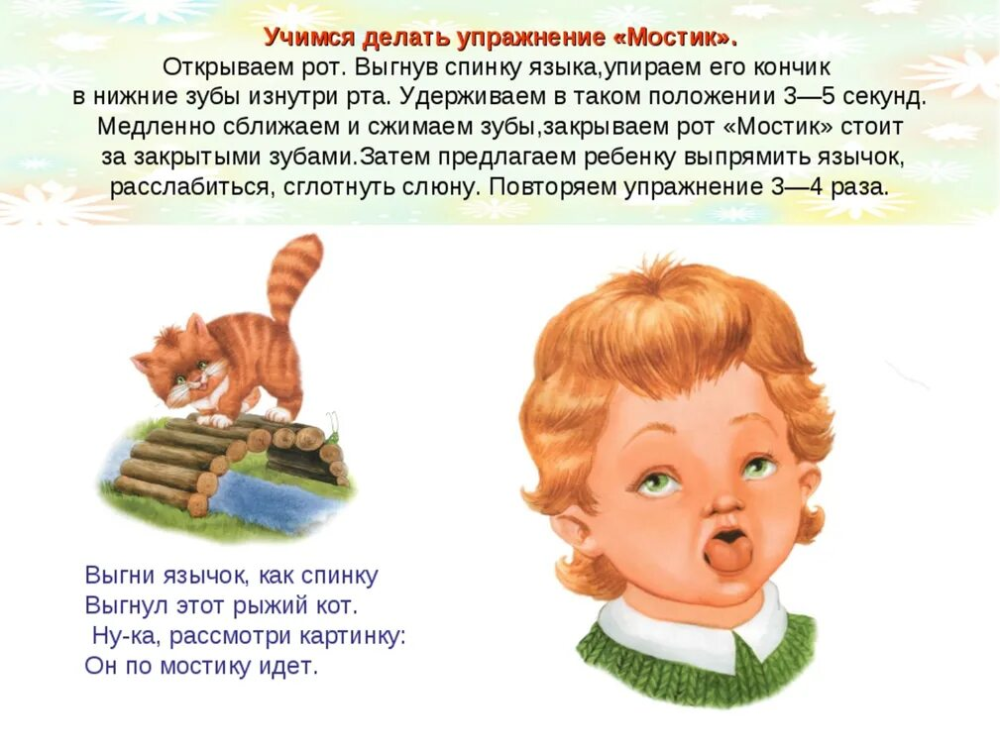 Учимся делать упражнение «Мостик».
Открываем рот. Выгнув спинку языка,упираем его кончик
в нижние зубы изнутри рта. Удерживаем в таком положении 3—5 секунд.
Медленно сближаем и сжимаем зубы,закрываем рот «Мостик» стоит
за закрытыми зубами.Затем предлагаем ребенку выпрямить язычок,
расслабиться, сглотнуть слюну. Повторяем упражнение 3—4 раза.
Выгни язычок, как спинку
Выгнул этот рыжий кот.
Ну-ка, рассмотри картинку:
Он по мостику идет.